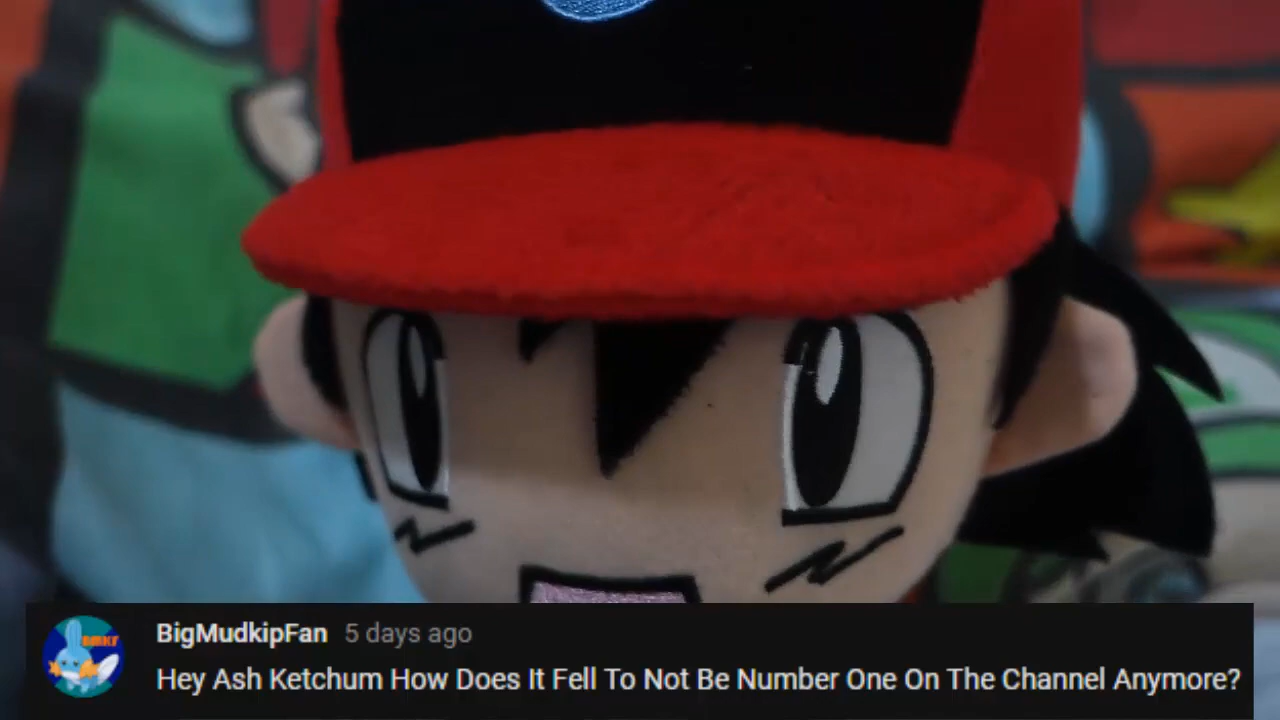 BigMudkipFan 5 days ago
Hey Ash Ketchum How Does It Fell To Not Be Number One On The Channel Anymore?